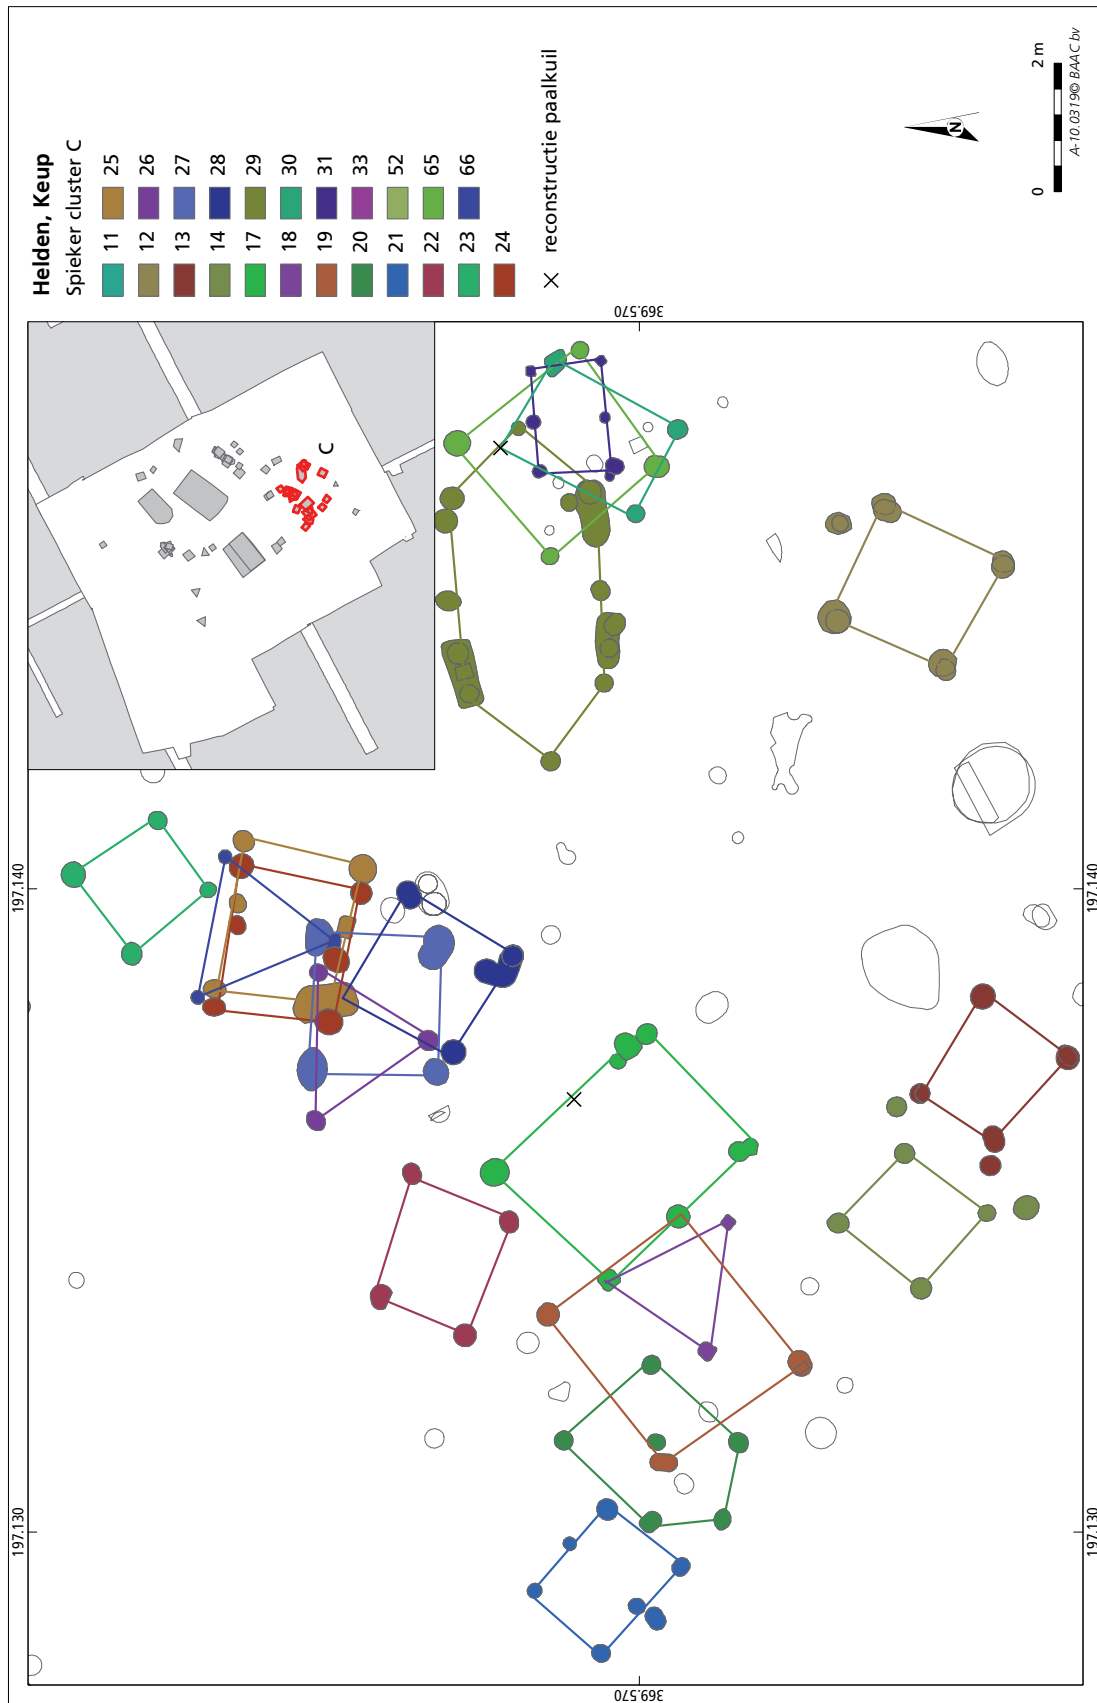 Helden, Keup
Spieker cluster C
11 25
12 26
13 27
14 28
17 29
18 30
19 31
20 33
21 52
22 65
23 66
24
reconstructie paalkuil
C
N
0 2 m
A-10.0319© BAAC bv
369.570
369.570
197.140
197.140
197.130
197.130